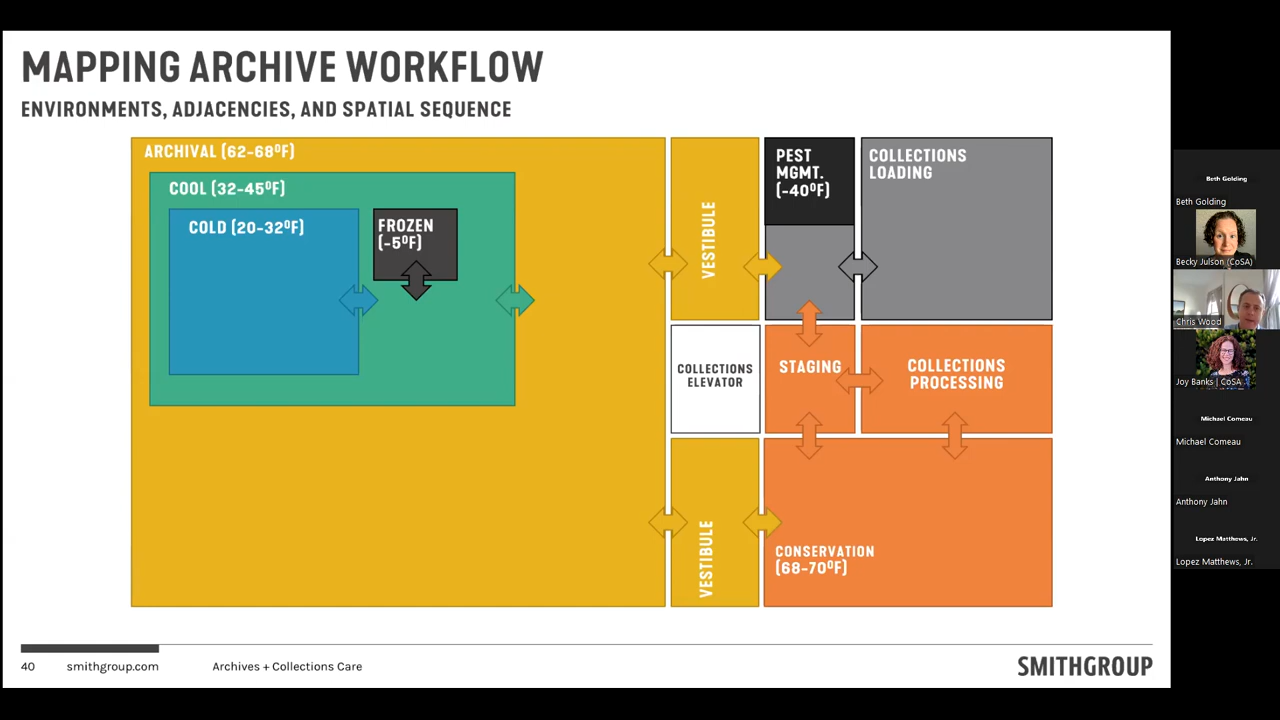 MAPPING ARCHIVE WORKFLOW
ENVIRONMENTS, ADJACENCIES, AND SPATIAL SEQUENCE
ARCHIVAL (62-68ºF)
COOL (32-45ºF)
COLD (20-32ºF)
FROZEN
(-5ºF)
VESTIBULE
PEST
MGMT.
(-40ºF)
COLLECTIONS
LOADING
COLLECTIONS
ELEVATOR
STAGING
COLLECTIONS
PROCESSING
VESTIBULE
CONSERVATION
(68-70ºF)
40 smithgroup.com Archives + Collections Care
SMITHGROUP
Beth Golding
Beth Golding
Becky Julson (CoSA)
Chris Wood
Joy Banks | CoSA
Michael Comeau
Michael Comeau
Anthony Jahn
Anthony Jahn
Lopez Matthews, Jr.
Lopez Matthews, Jr.